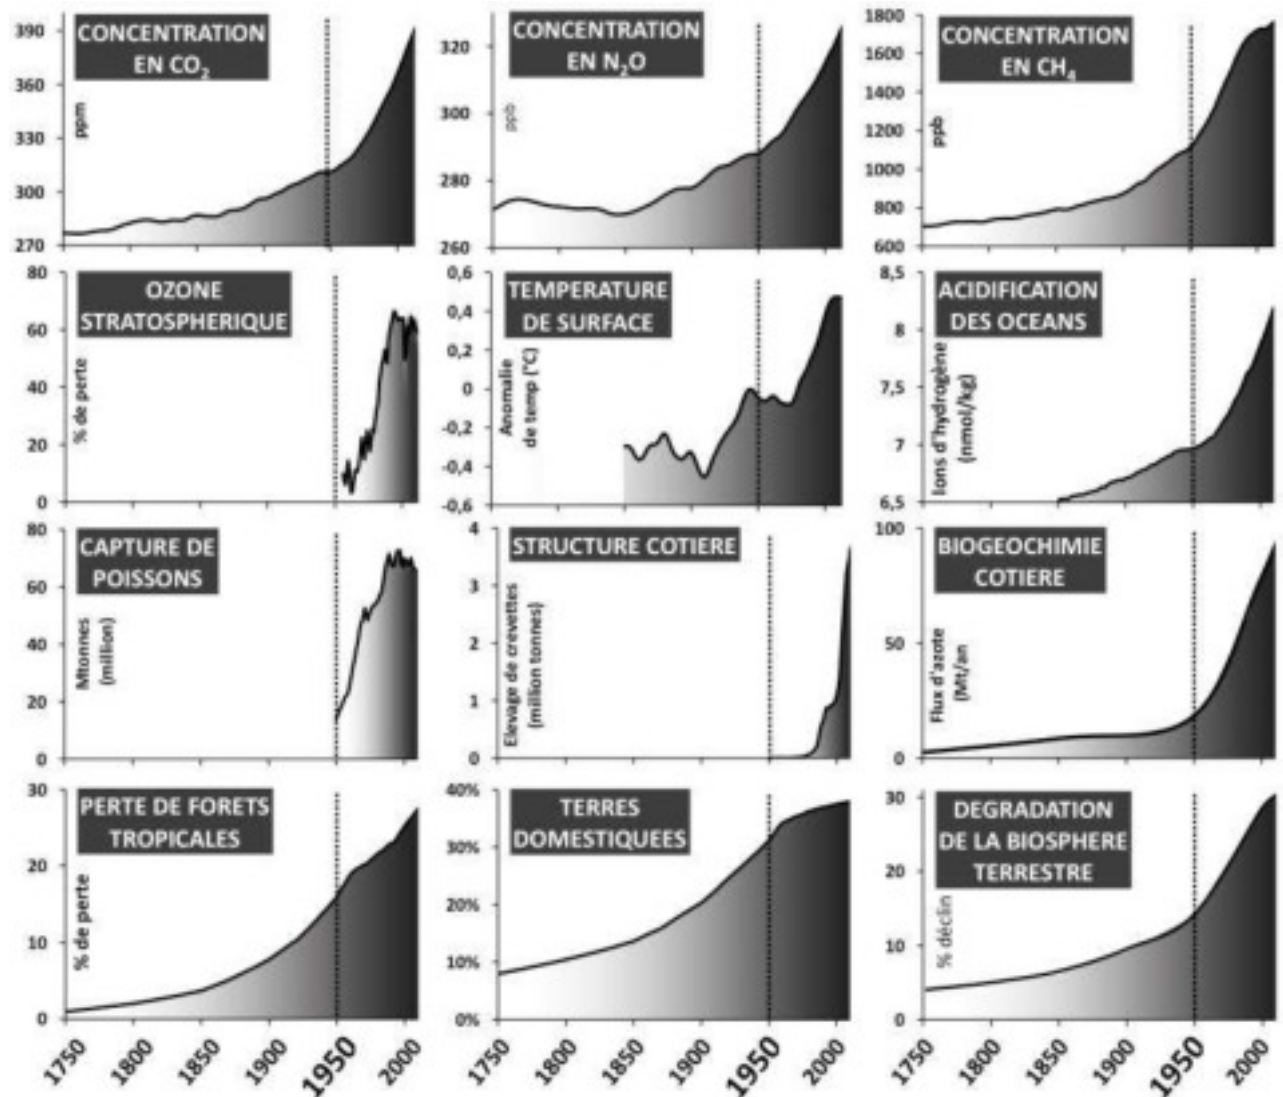 CONCENTRATION
EN CO₂
ppm
390
360
330
300
270
CONCENTRATION
EN N₂O
ppb
320
300
280
260
CONCENTRATION
EN CH₄
ppb
1800
1600
1400
1200
1000
800
600
OZONE
STRATOSPHERIQUE
% de perte
80
60
40
20
0
TEMPERATURE
DE SURFACE
Anomalie
de temp (°C)
0,6
0,4
0,2
0
-0,2
-0,4
-0,6
ACIDIFICATION
DES OCEANS
Ions d'hydrogène
(nmol/kg)
8,5
8
7,5
7
6,5
CAPTURE DE
POISSONS
Mtonnes
(million)
80
60
40
20
0
STRUCTURE COTIERE
Elevage de crevettes
(million tonnes)
4
3
2
1
0
BIOGEOCHIMIE
COTIERE
Flux d'azote
(Mt/an
100
50
0
PERTE DE FORETS
TROPICALES
% de perte
30
20
10
0
TERRES
DOMESTIQUEES
40%
30%
20%
10%
0%
DEGRADATION
DE LA BIOSPHERE
TERRESTRE
% déclin
30
20
10
0
1750 1800 1850 1900 1950 2000
1750 1800 1850 1900 1950 2000
1750 1800 1850 1900 1950 2000